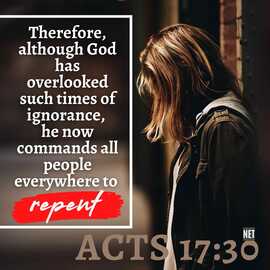 Therefore,
although God
has
overlooked
such times of
ignorance,
he now
commands all
people
everywhere to
repent
NET
ACTS 17:30